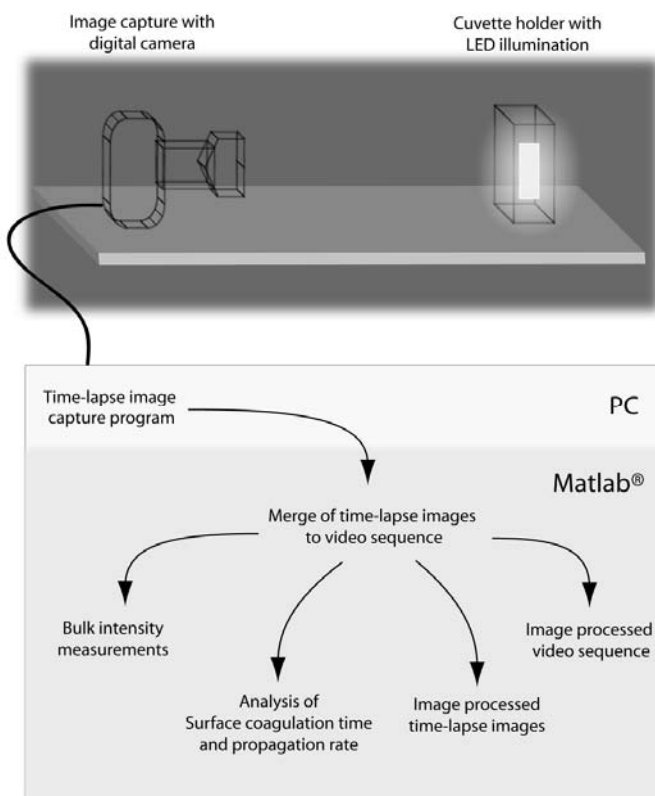 Image capture with
digital camera
Cuvette holder with
LED illumination
Time-lapse image
capture program
PC
Matlab®
Merge of time-lapse images
to video sequence
Bulk intensity
measurements
Image processed
video sequence
Analysis of
Surface coagulation time
and propagation rate
Image processed
time-lapse images